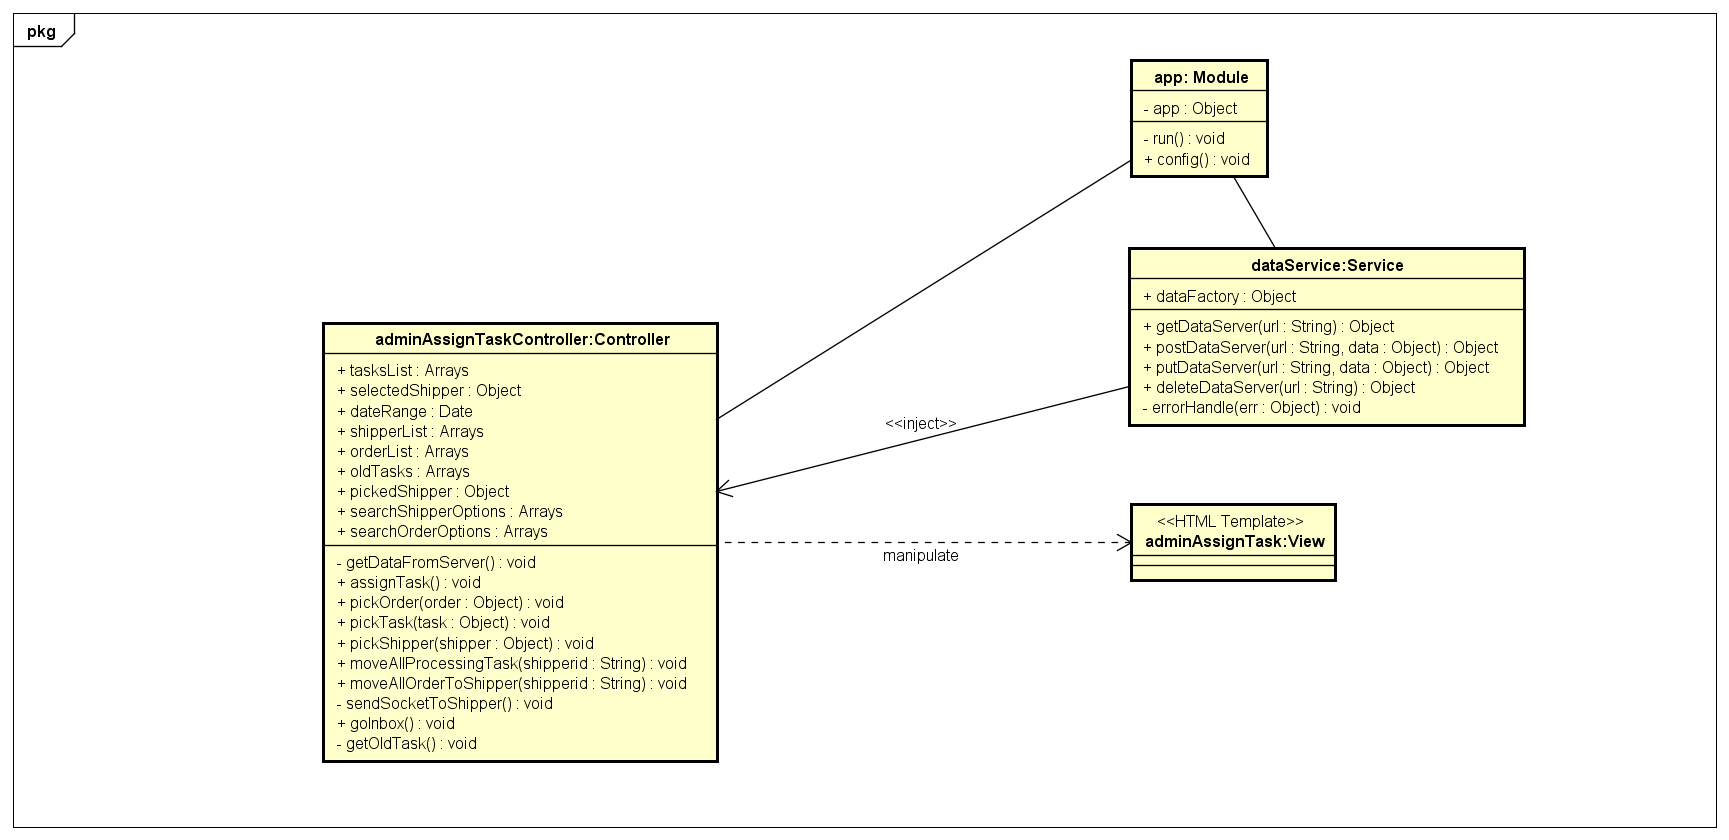 pkg
app: Module
- app : Object
- run() : void
+ config() : void
dataService:Service
+ dataFactory : Object
+ getDataServer(url : String) : Object
+ postDataServer(url : String, data : Object) : Object
+ putDataServer(url : String, data : Object) : Object
+ deleteDataServer(url : String) : Object
- errorHandle(err : Object) : void
adminAssignTaskController:Controller
+ tasksList : Arrays
+ selectedShipper : Object
+ dateRange : Date
+ shipperList : Arrays
+ orderList : Arrays
+ oldTasks : Arrays
+ pickedShipper : Object
+ searchShipperOptions : Arrays
+ searchOrderOptions : Arrays
- getDataFromServer() : void
+ assignTask() : void
+ pickOrder(order : Object) : void
+ pickTask(task : Object) : void
+ pickShipper(shipper : Object) : void
+ moveAllProcessingTask(shipperid : String) : void
+ moveAllOrderToShipper(shipperid : String) : void
- sendSocketToShipper() : void
+ goInbox() : void
- getOldTask() : void
<<inject>>
manipulate
<<HTML Template>>
adminAssignTask:View